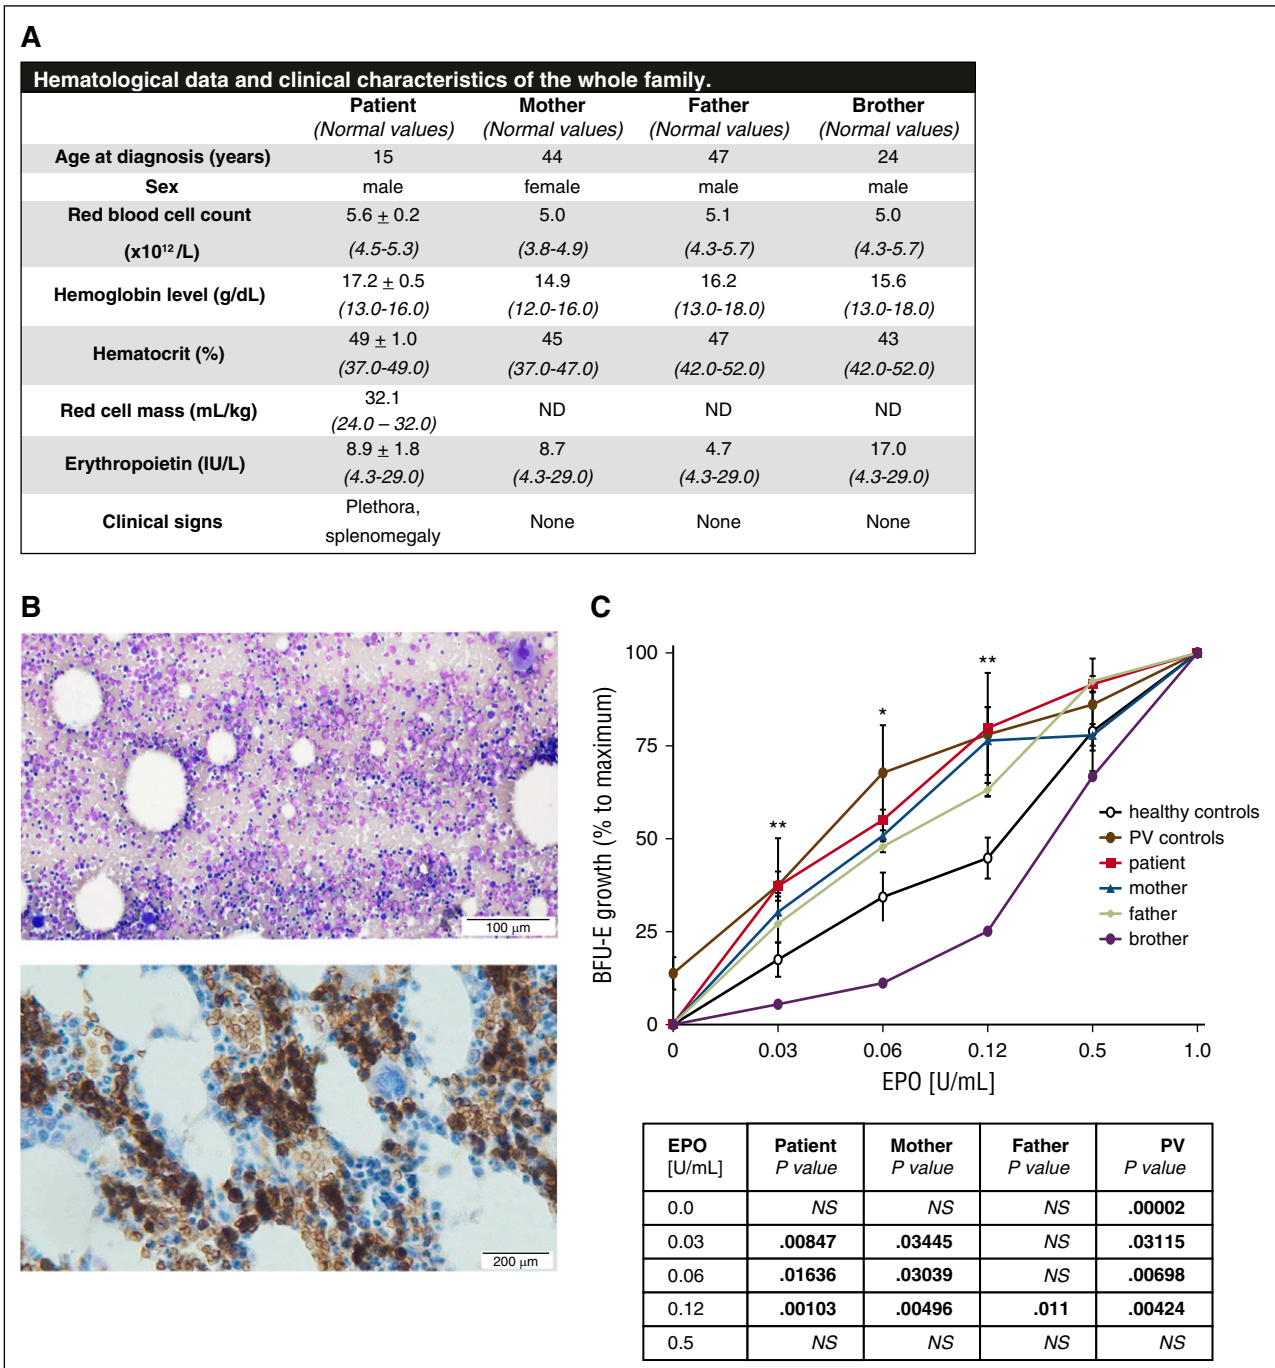 A
Hematological data and clinical characteristics of the whole family.
Patient Mother Father Brother
(Normal values) (Normal values) (Normal values) (Normal values)
Age at diagnosis (years) 15 44 47 24
Sex male female male male
Red blood cell count 5.6 ± 0.2 5.0 5.1 5.0
(x10¹²/L) (4.5-5.3) (3.8-4.9) (4.3-5.7) (4.3-5.7)
Hemoglobin level (g/dL) 17.2 ± 0.5 14.9 16.2 15.6
(13.0-16.0) (12.0-16.0) (13.0-18.0) (13.0-18.0)
Hematocrit (%) 49 ± 1.0 45 47 43
(37.0-49.0) (37.0-47.0) (42.0-52.0) (42.0-52.0)
Red cell mass (mL/kg) 32.1 ND ND ND
(24.0 – 32.0)
Erythropoietin (IU/L) 8.9 ± 1.8 8.7 4.7 17.0
(4.3-29.0) (4.3-29.0) (4.3-29.0) (4.3-29.0)
Clinical signs Plethora, None None None
splenomegaly
B
100 µm
200 µm
C
BFU-E growth (% to maximum)
100
75
50
25
0
** * **
healthy controls
PV controls
patient
mother
father
brother
0 0.03 0.06 0.12 0.5 1.0
EPO [U/mL]
EPO Patient Mother Father PV
[U/mL] P value P value P value P value
0.0 NS NS NS .00002
0.03 .00847 .03445 NS .03115
0.06 .01636 .03039 NS .00698
0.12 .00103 .00496 .011 .00424
0.5 NS NS NS NS